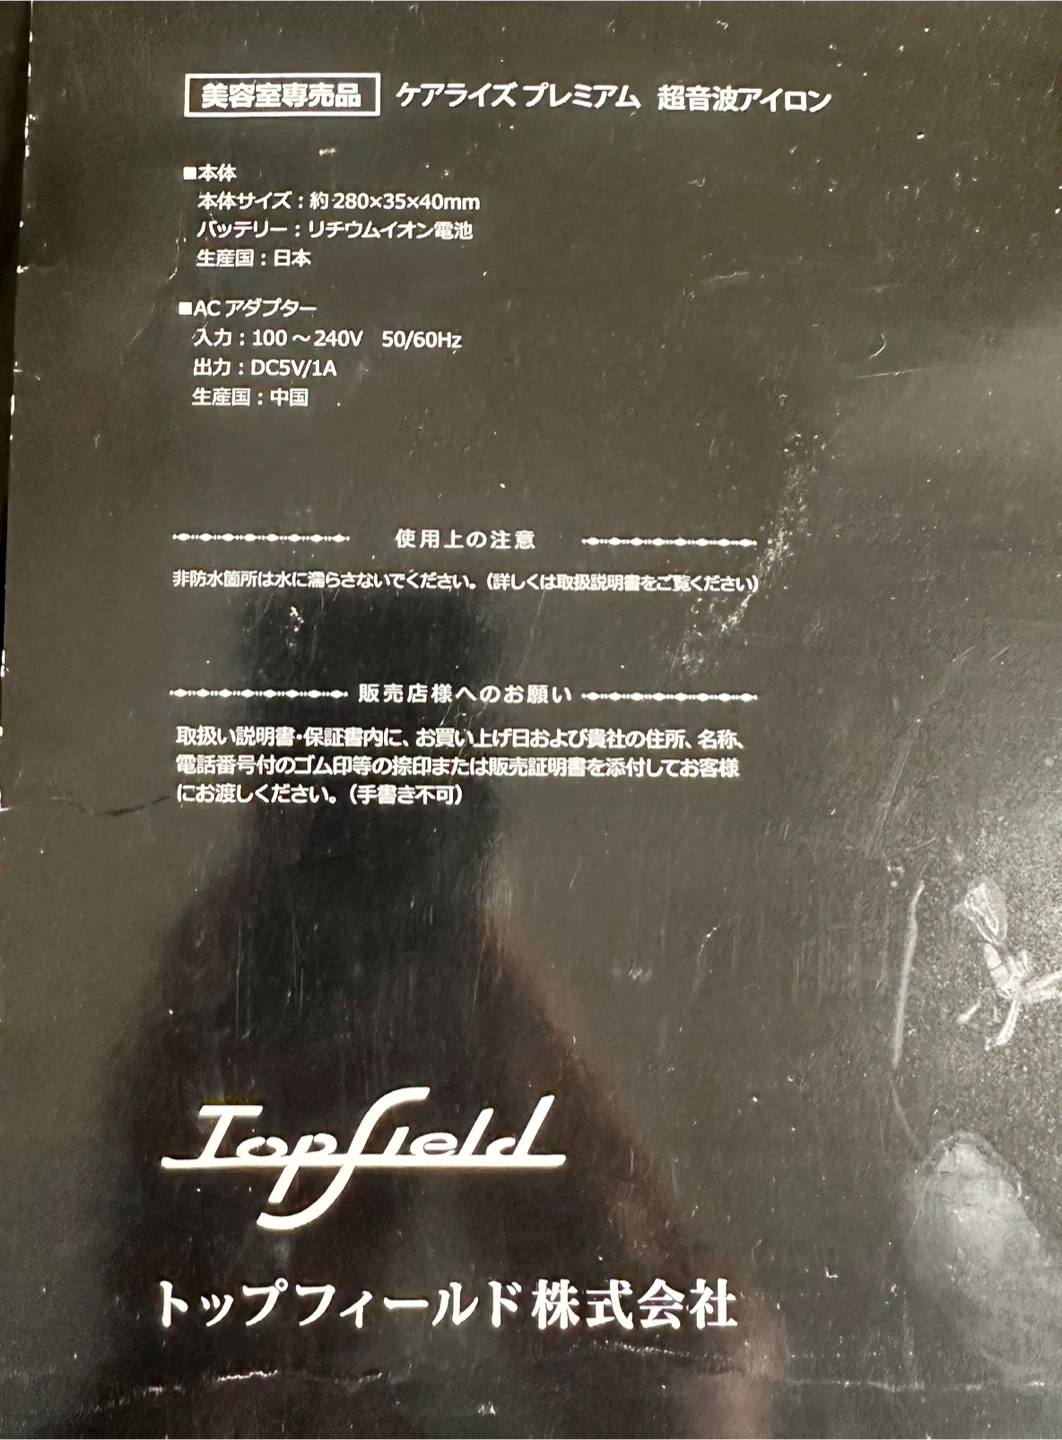 美容室専売品 ケアライズ プレミアム 超音波アイロン
■本体
本体サイズ：約 280×35×40mm
バッテリー：リチウムイオン電池
生産国：日本
■AC アダプター
入力：100 ～ 240V 50/60Hz
出力：DC5V/1A
生産国：中国
使用上の注意
非防水箇所は水に濡らさないでください。（詳しくは取扱説明書をご覧ください）
販売店様へのお願い
取扱い説明書・保証書内に、お買い上げ日および貴社の住所、名称、
電話番号付のゴム印等の捺印または販売証明書を添付してお客様
にお渡しください。（手書き不可）
Topfield
トップフィールド株式会社